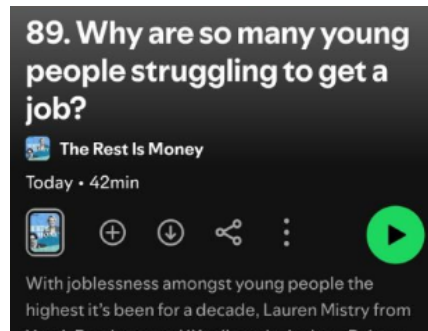 89. Why are so many young
people struggling to get a
job?
The Rest Is Money
Today • 42min
With joblessness amongst young people the
highest it's been for a decade, Lauren Mistry from